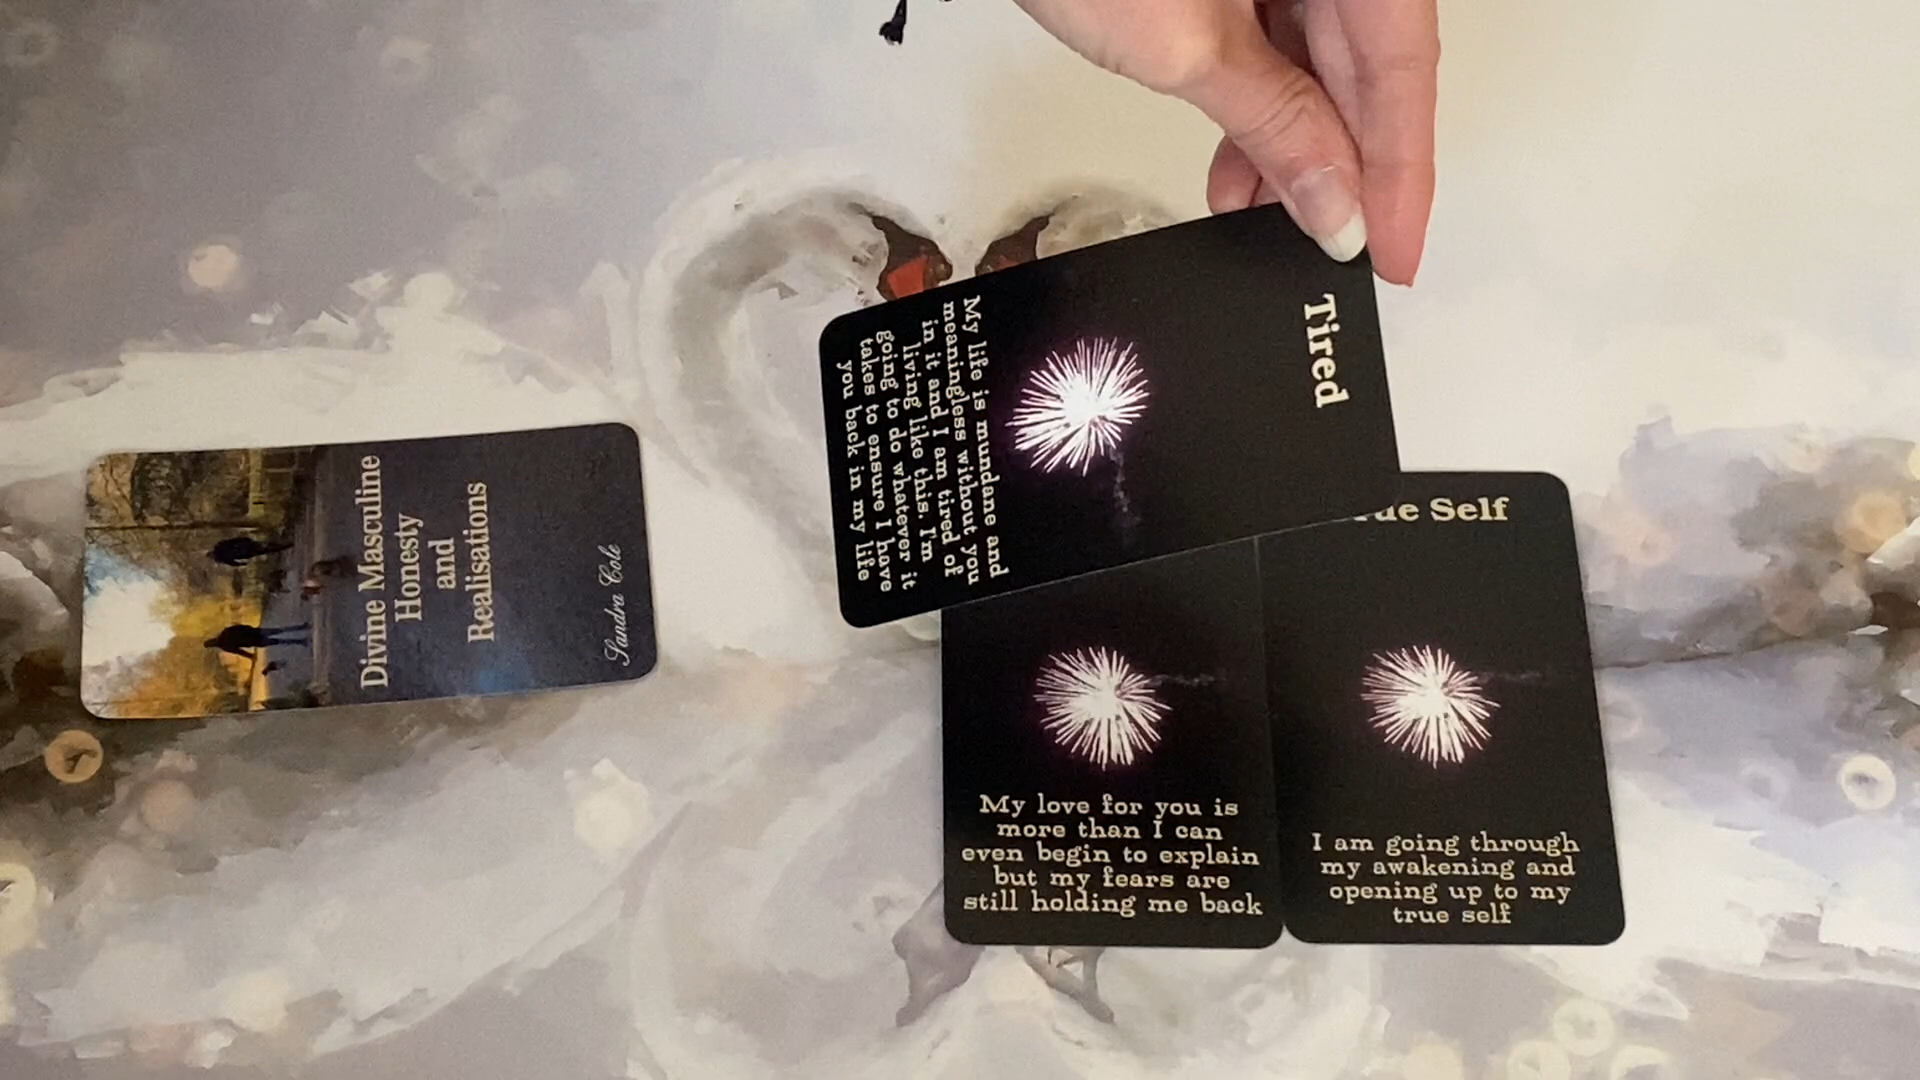 Divine Masculine
Honesty
and
Realisations
Sandra Cole
Tired
My life is mundane and
meaningless without you
in it and I am tired of
living like this. I'm
going to do whatever it
takes to ensure I have
you back in my life
Self
My love for you is
more than I can
even begin to explain
but my fears are
still holding me back
I am going through
my awakening and
opening up to my
true self